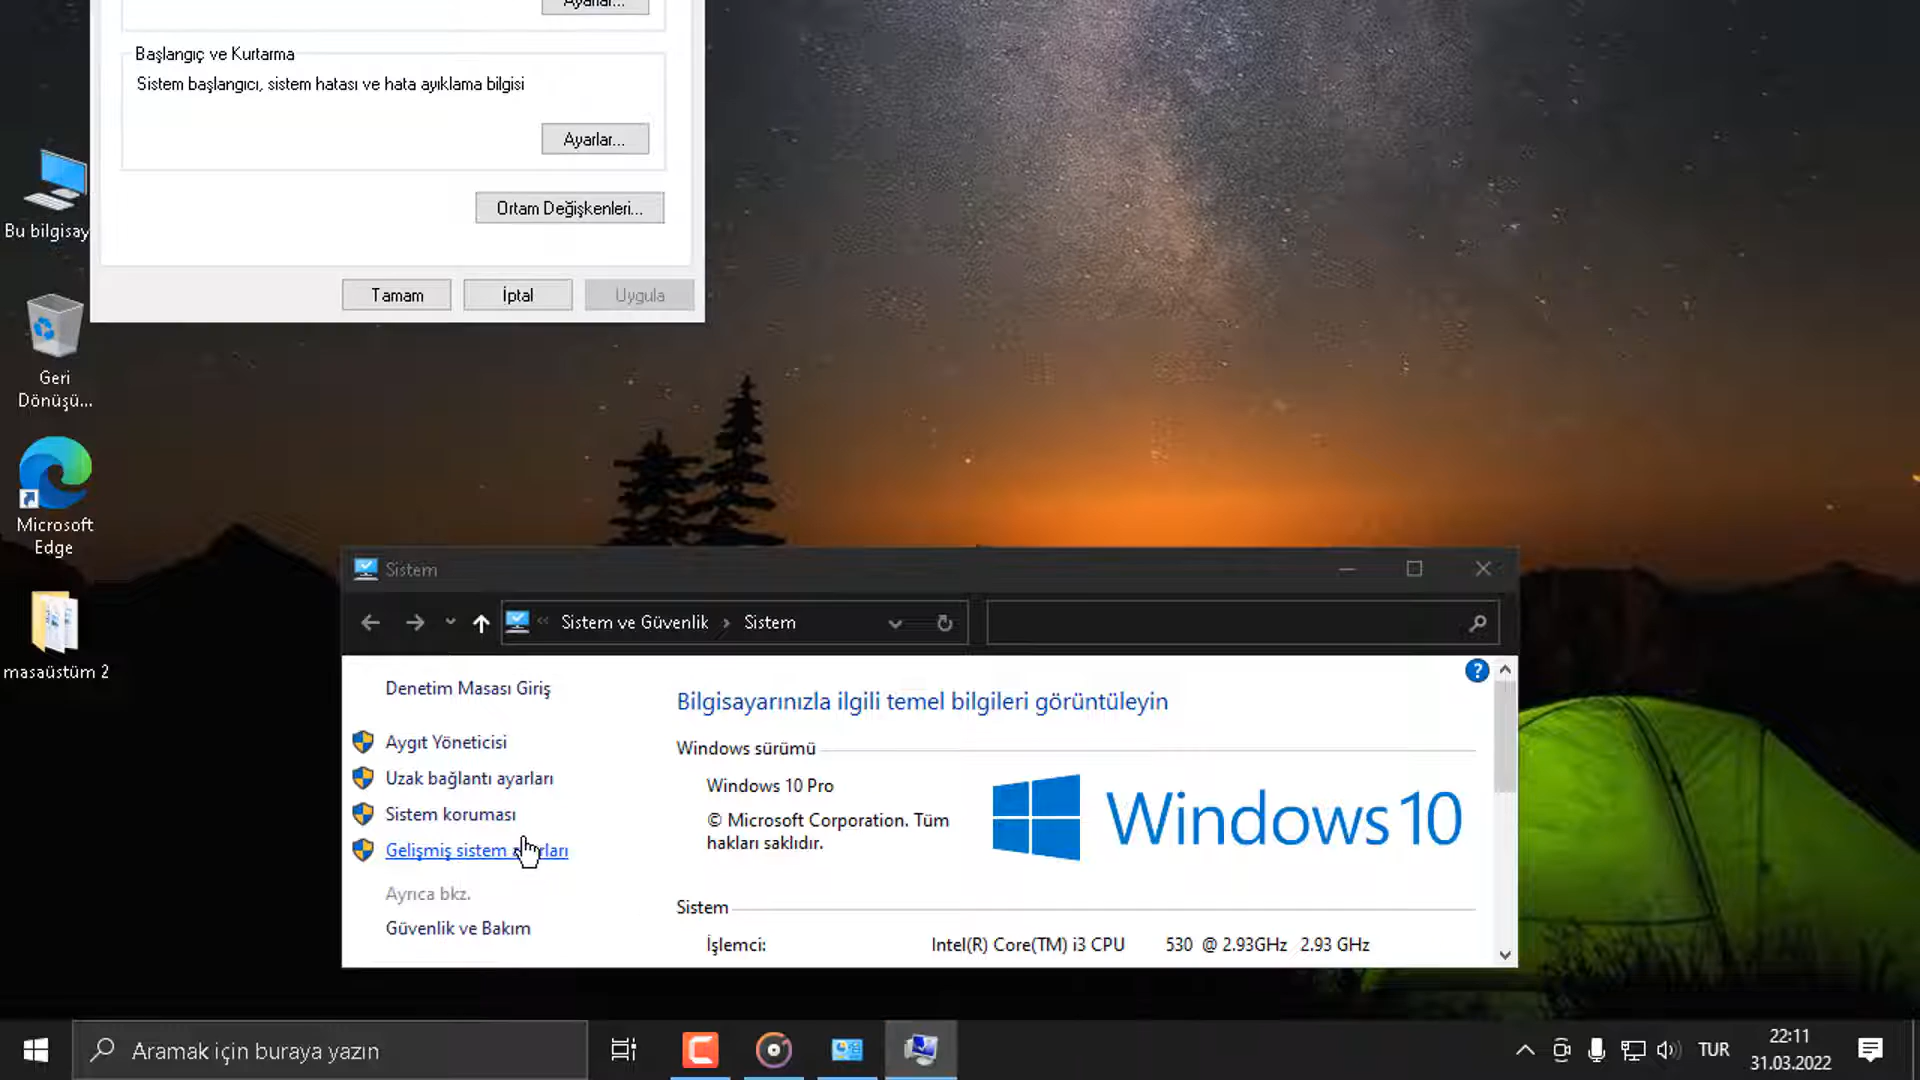 Ayarlar...
Başlangıç ve Kurtarma
Sistem başlangıcı, sistem hatası ve hata ayıklama bilgisi
Ayarlar...
Ortam Değişkenleri...
Tamam
İptal
Uygula
Bu bilgisay
Geri
Dönüşü...
Microsoft
Edge
masaüstüm 2
Sistem
Sistem ve Güvenlik
Sistem
Denetim Masası Giriş
Aygıt Yöneticisi
Uzak bağlantı ayarları
Sistem koruması
Gelişmiş sistem
Ayrıca bkz.
Güvenlik ve Bakım
Bilgisayarınızla ilgili temel bilgileri görüntüleyin
Windows sürümü
Windows 10 Pro
© Microsoft Corporation. Tüm
hakları saklıdır.
Windows 10
Sistem
İşlemci: Intel(R) Core(TM) i3 CPU 530 @ 2.93GHz 2.93 GHz
Aramak için buraya yazın
TUR
22:11
31.03.2022